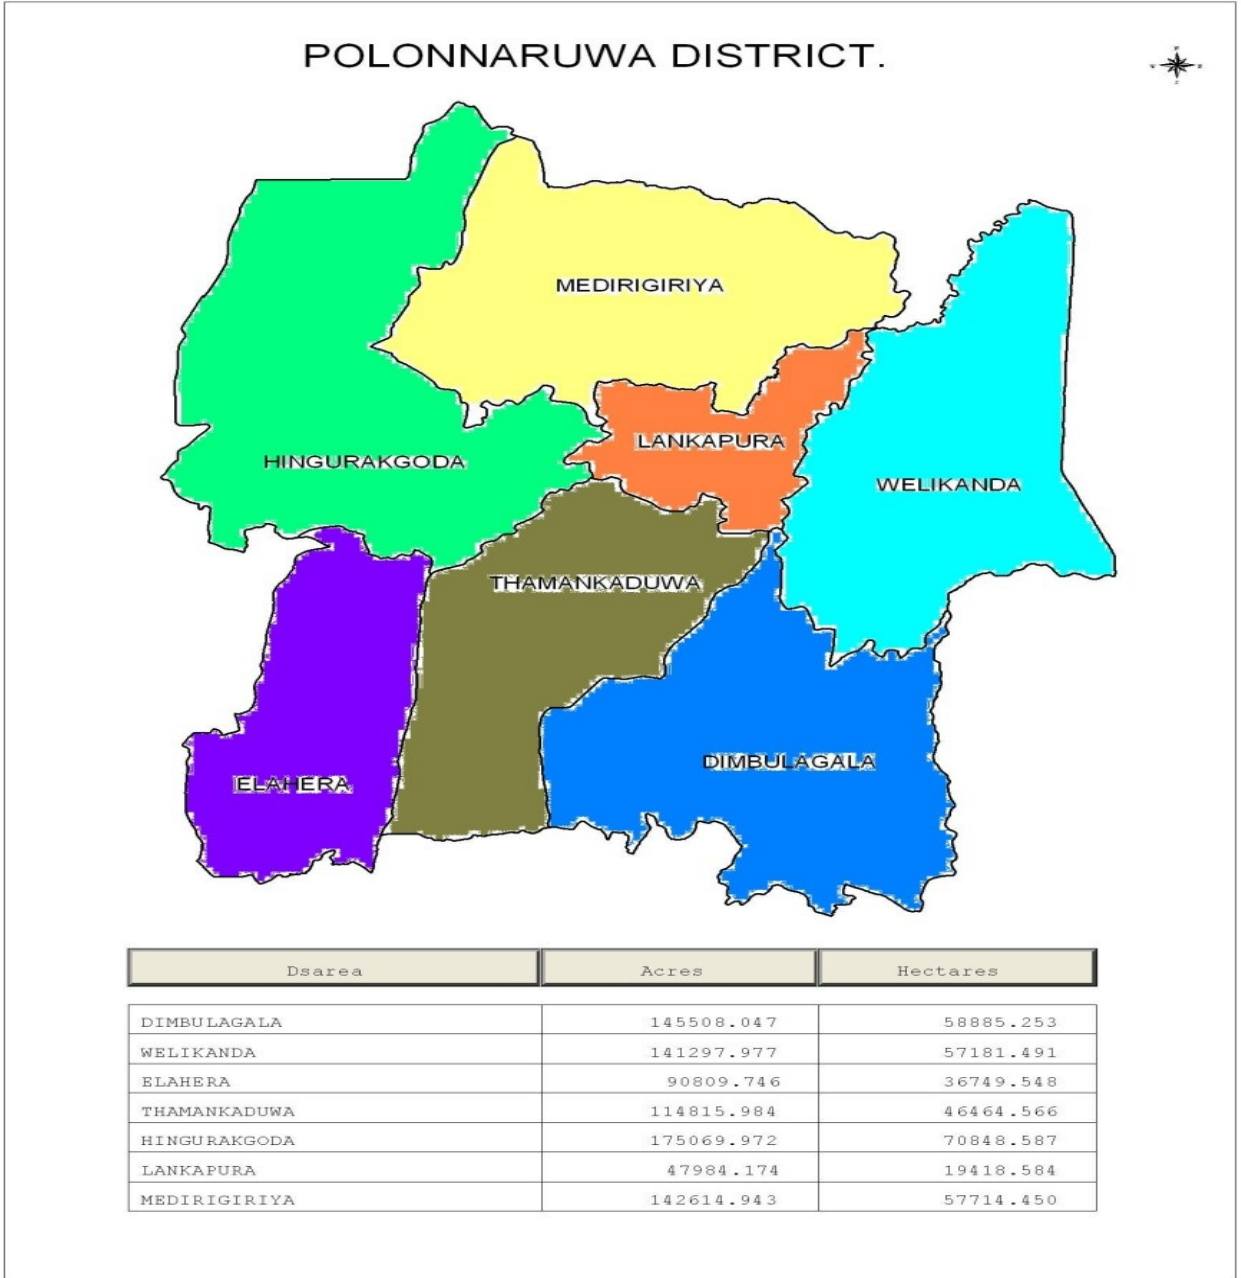 POLONNARUWA DISTRICT.
MEDIRIGIRIYA
LANKAPURA
HINGURAKGODA
WELIKANDA
THAMANKADUWA
DIMBULAGALA
ELAHERA
Dsarea Acres Hectares
DIMBULAGALA 145508.047 58885.253
WELIKANDA 141297.977 57181.491
ELAHERA 90809.746 36749.548
THAMANKADUWA 114815.984 46464.566
HINGURAKGODA 175069.972 70848.587
LANKAPURA 47984.174 19418.584
MEDIRIGIRIYA 142614.943 57714.450